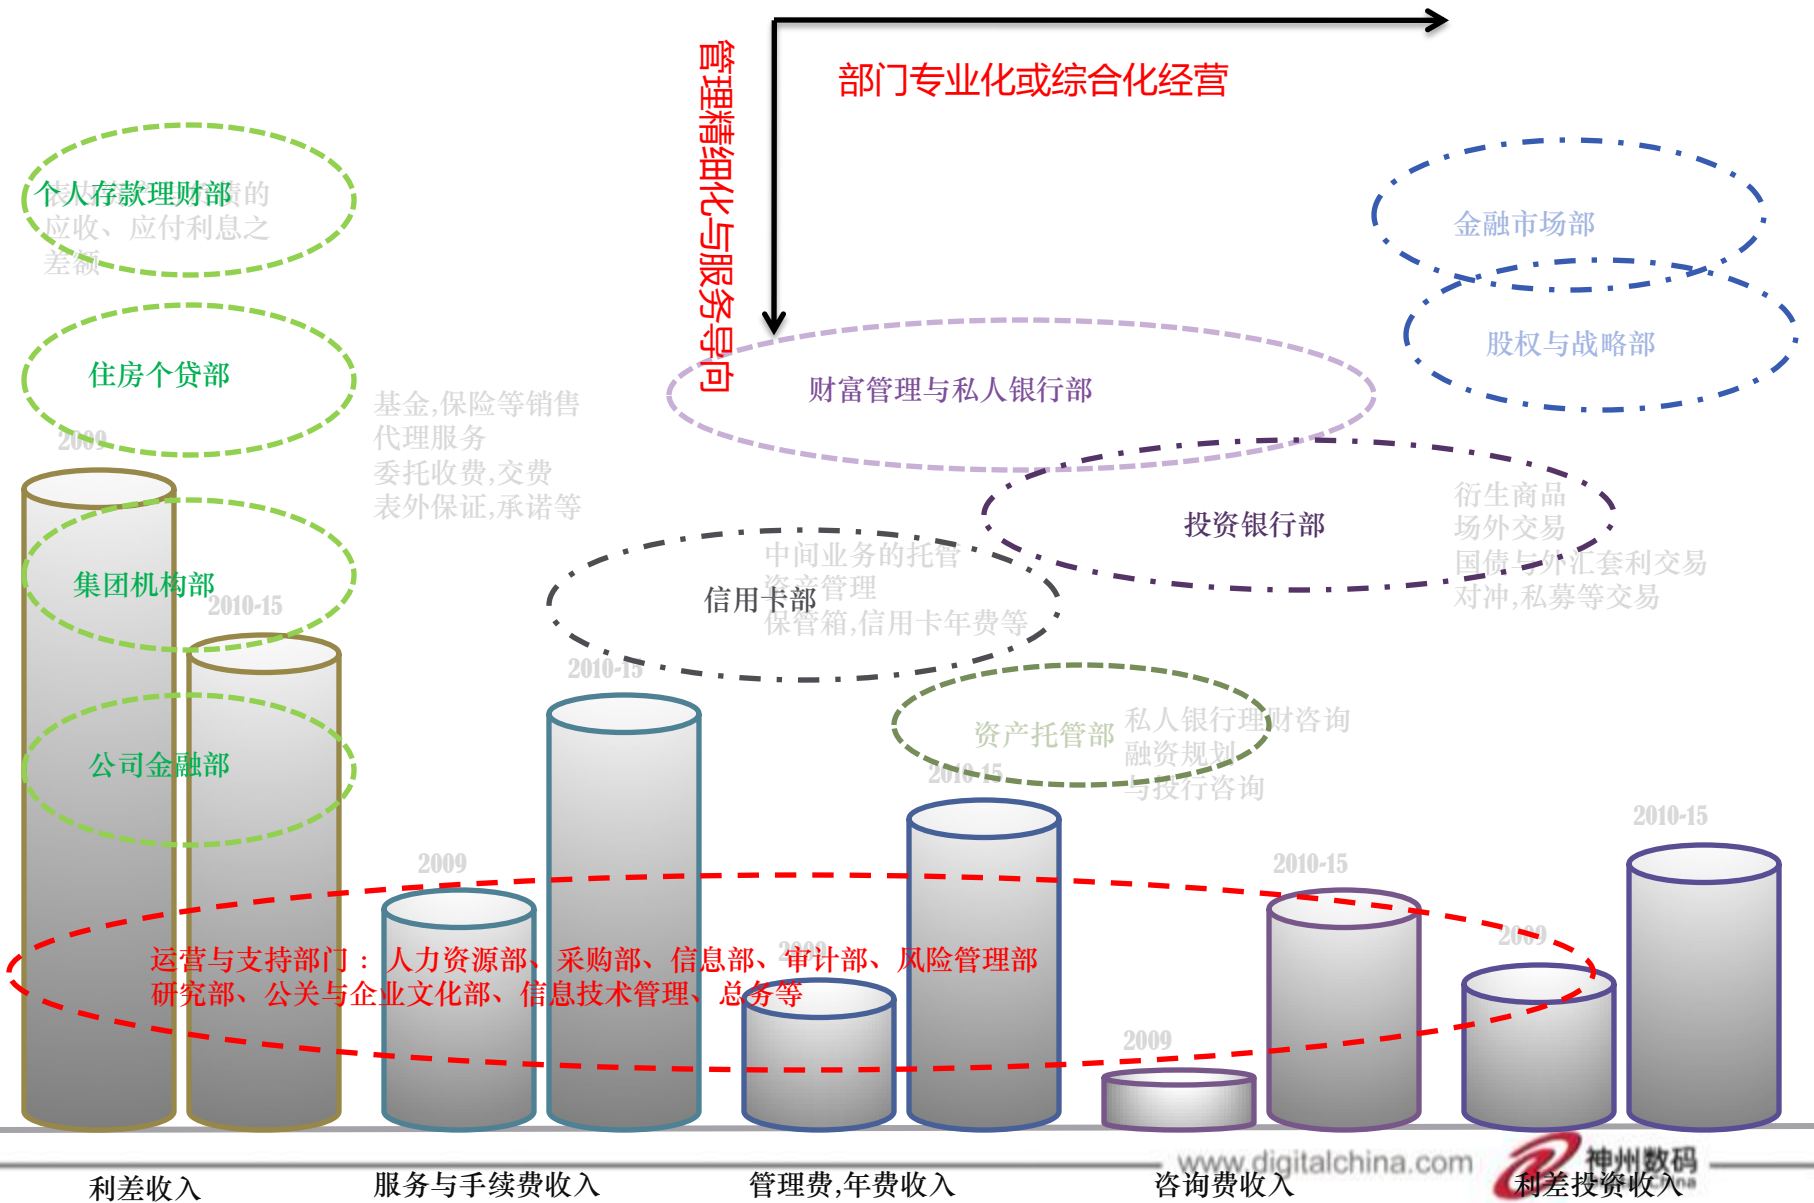 部门专业化或综合化经营
管理精细化与服务导向
个人存款理财部
应收、应付利息之
差额
住房个贷部
2009
集团机构部
2010-15
公司金融部
基金,保险等销售
代理服务
委托收费,交费
表外保证,承诺等
财富管理与私人银行部
金融市场部
股权与战略部
投资银行部
衍生商品
场外交易
国债与外汇套利交易
对冲,私募等交易
中间业务的托管
资产管理
信用卡部
保管箱,信用卡年费等
2010-15
资产托管部
私人银行理财咨询
融资规划
与投行咨询
2010-15
2009
2010-15
2010-15
2009
2009
运营与支持部门 ：人力资源部、采购部、信息部、审计部、风险管理部
研究部、公关与企业文化部、信息技术管理、总务等
2009
www.digitalchina.com
神州数码
利差收入
服务与手续费收入
管理费,年费收入
咨询费收入
利差投资收入